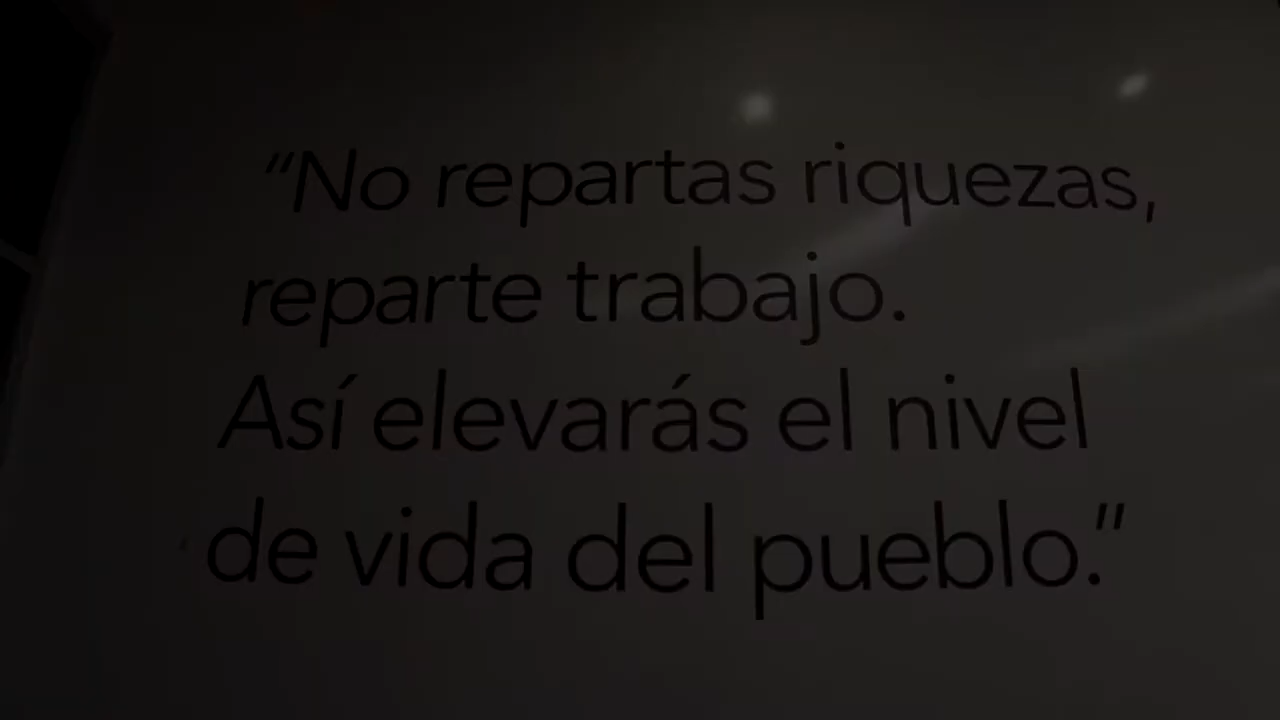 “No repartas riquezas,
reparte trabajo.
Así elevarás el nivel
de vida del pueblo.”